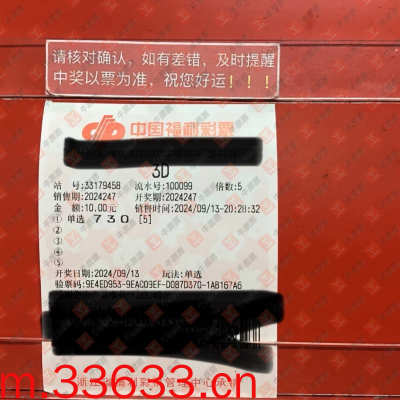 请核对确认，如有差错，及时提醒
中奖以票为准，祝您好运！！！
中国福利彩票
3D
站 号:33179458 流水号:100099 倍数:5
销售期:2024247 开奖期:2024247
金 额:10.00元 销售时间:2024/09/13-20:28:32
① 单选 7 3 0 [5]
②
③
④
⑤
开奖日期:2024/09/13 玩法:单选
验票码:9E4ED953-9EAC09EF-D087D370-1A8167A6
m.33633.cn